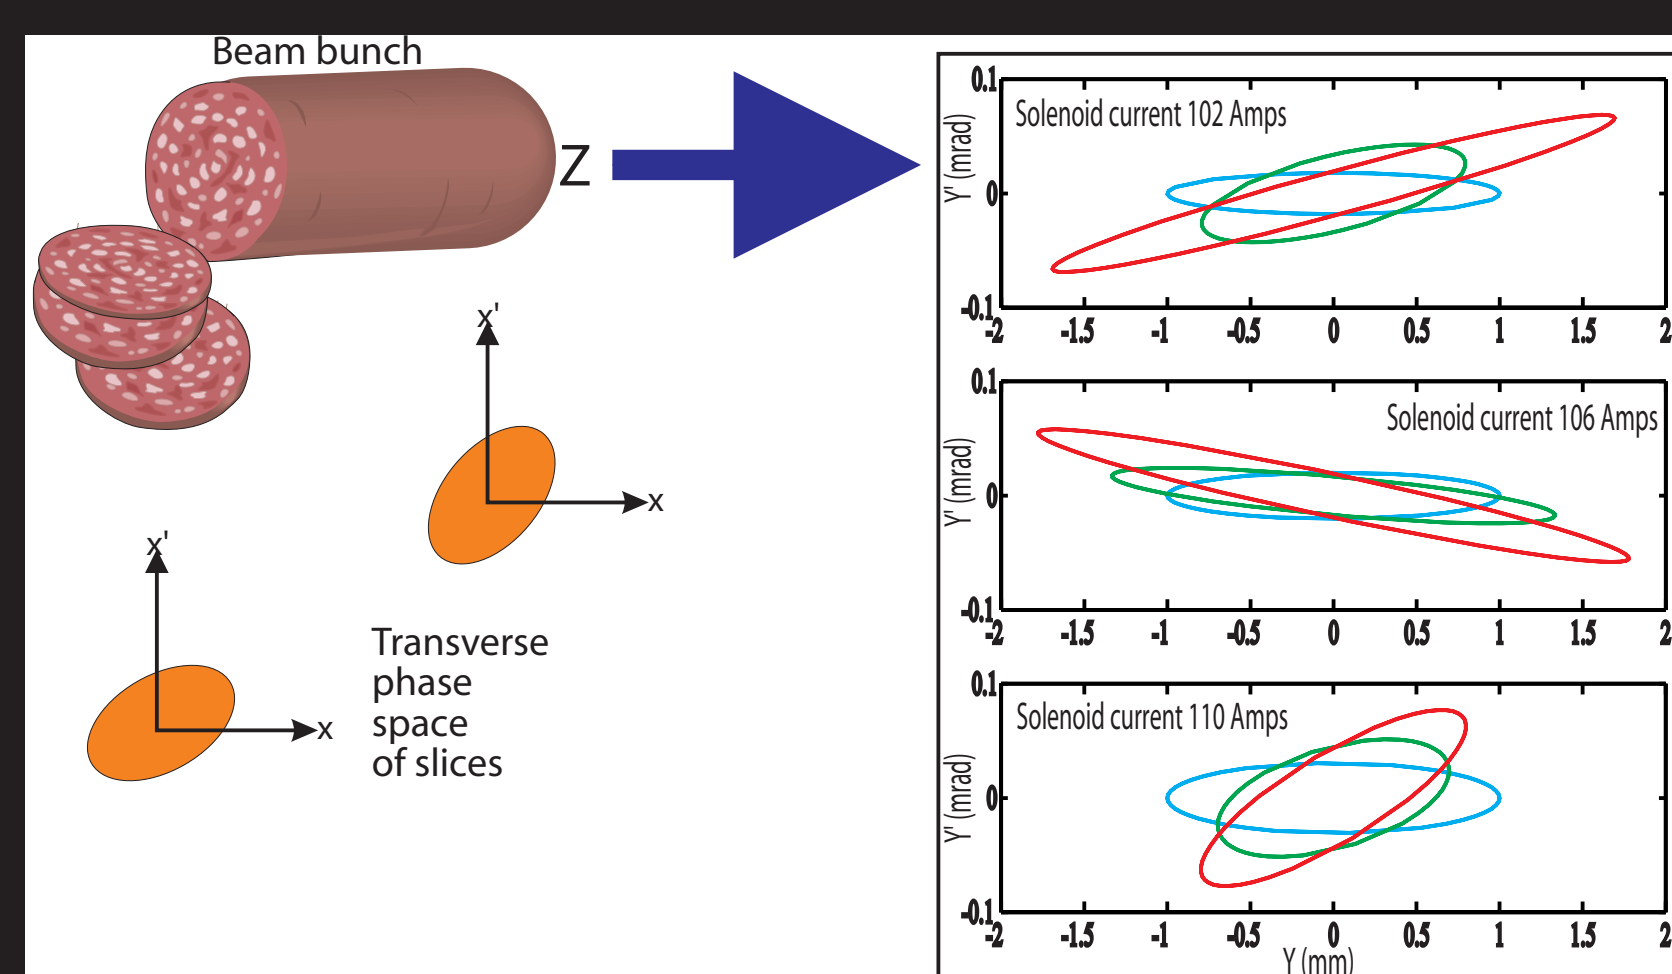 Beam bunch
Z
x'
x
x'
x
Transverse
phase
space
of slices
Solenoid current 102 Amps
Y' (mrad)
0.1
0
-0.1
-2 -1.5 -1 -0.5 0 0.5 1 1.5 2
Solenoid current 106 Amps
Y' (mrad)
0.1
0
-0.1
-2 -1.5 -1 -0.5 0 0.5 1 1.5 2
Solenoid current 110 Amps
Y' (mrad)
0.1
0
-0.1
-2 -1.5 -1 -0.5 0 0.5 1 1.5 2
Y (mm)